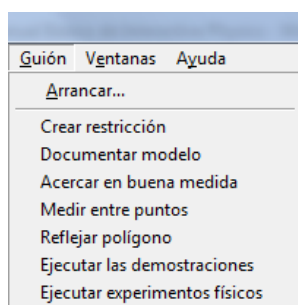 Guión Ventanas Ayuda
Arrancar...
Crear restricción
Documentar modelo
Acercar en buena medida
Medir entre puntos
Reflejar polígono
Ejecutar las demostraciones
Ejecutar experimentos físicos